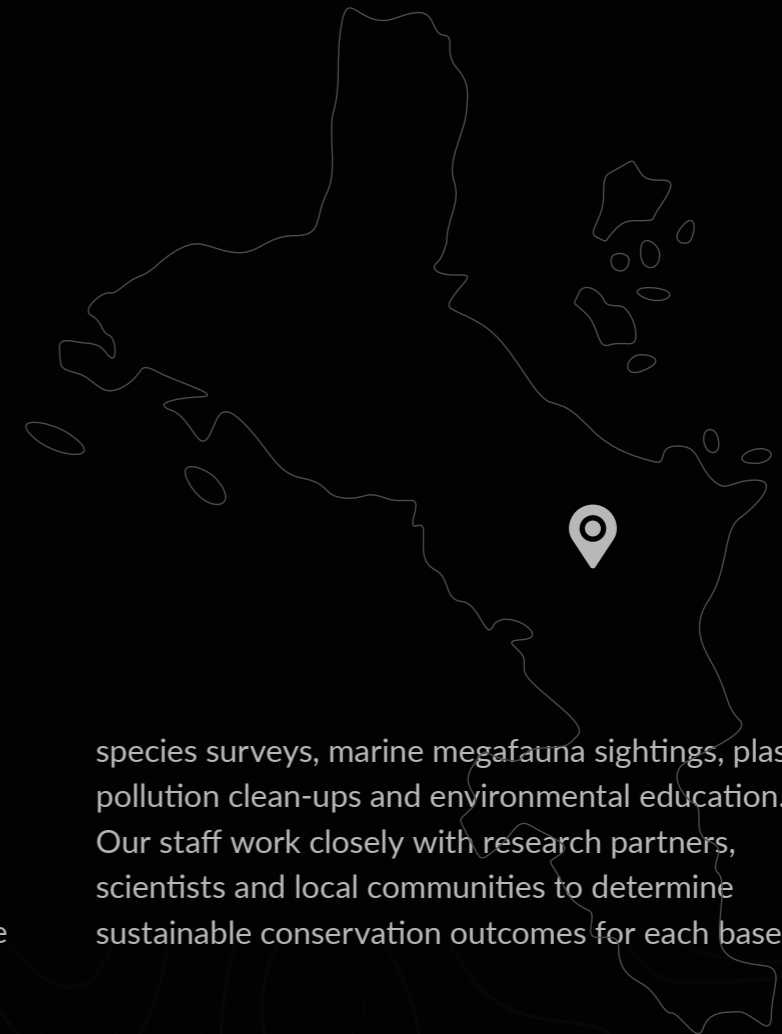 species surveys, marine megafauna sightings,
pollution clean-ups and environmental education.
Our staff work closely with research partners,
scientists and local communities to determine
sustainable conservation outcomes for each base